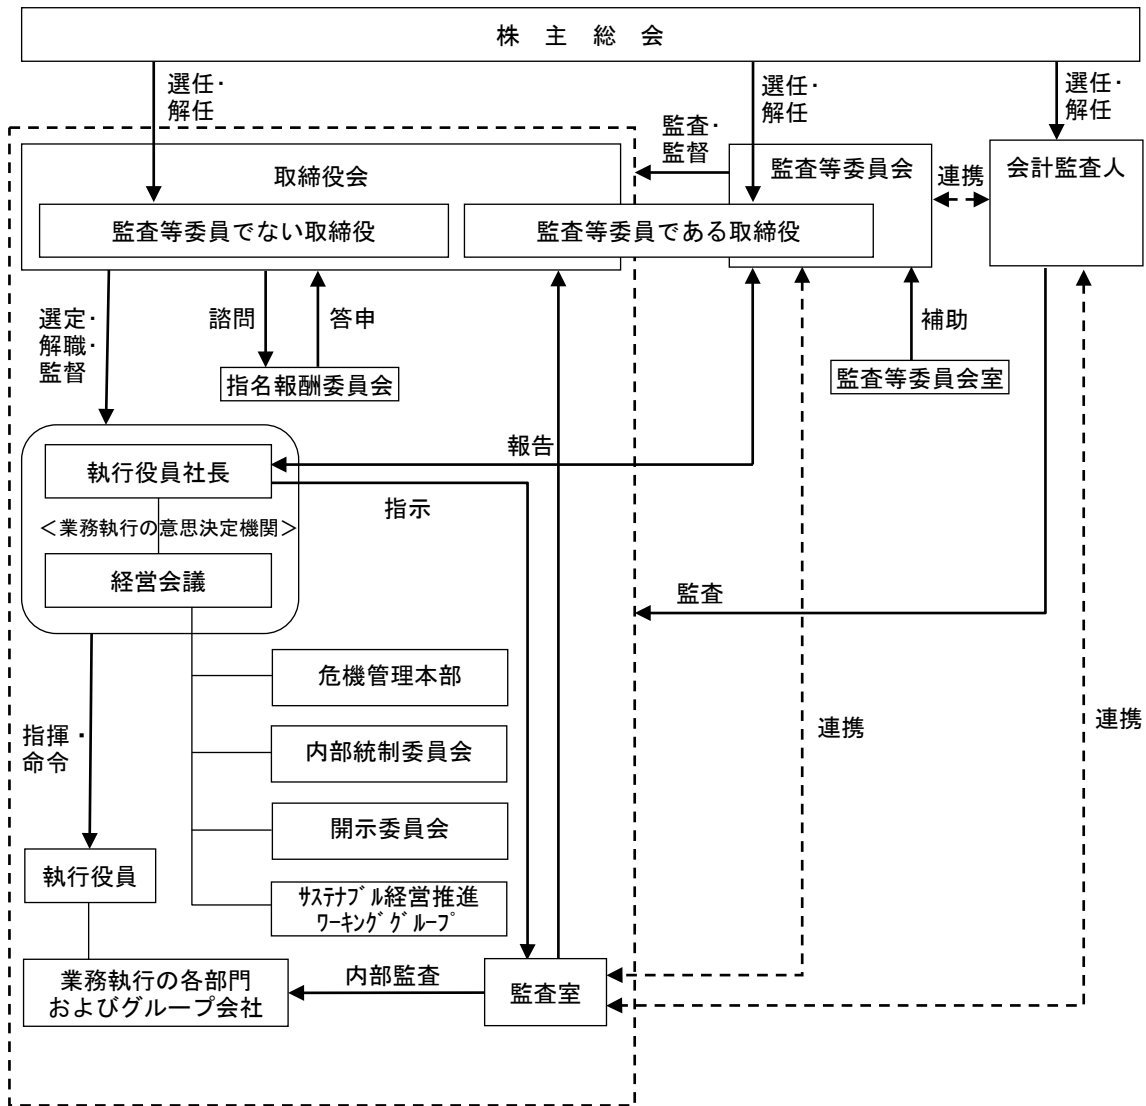 株　主　総　会
選任・
解任
選任・
解任
選任・
解任
監査・
監督
取締役会
監査等委員会
連携
会計監査人
監査等委員でない取締役
監査等委員である取締役
選定・
解職・
監督
諮問
答申
補助
指名報酬委員会
監査等委員会室
報告
執行役員社長
指示
＜業務執行の意思決定機関＞
経営会議
監査
危機管理本部
指揮・
命令
内部統制委員会
連携
連携
開示委員会
執行役員
ｻｽﾃﾅﾌﾞﾙ経営推進
ﾜｰｷﾝｸﾞｸﾞﾙｰﾌﾟ
業務執行の各部門
およびグループ会社
内部監査
監査室